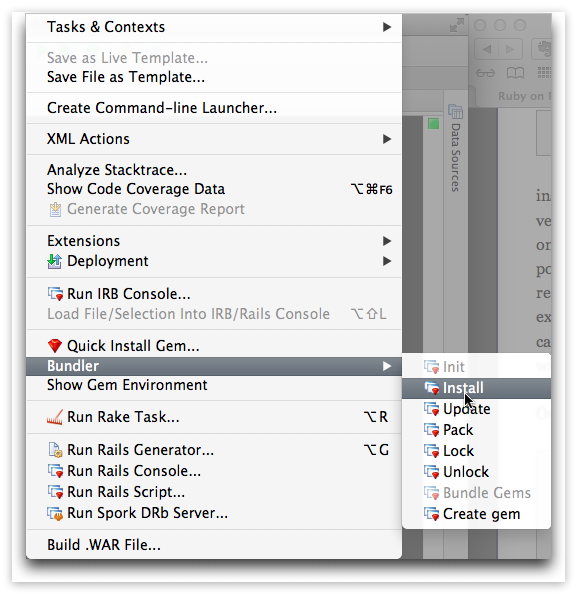 Tasks & Contexts
Save as Live Template...
Save File as Template...
Create Command-line Launcher...
XML Actions
Analyze Stacktrace...
Show Code Coverage Data ⌥⌘F6
Generate Coverage Report
Extensions
Deployment
Run IRB Console...
Load File/Selection Into IRB/Rails Console ⌥⇧L
Quick Install Gem...
Bundler
Show Gem Environment
Run Rake Task... ⌥R
Run Rails Generator... ⌥G
Run Rails Console...
Run Rails Script...
Run Spork DRb Server...
Build .WAR File...
Init
Install
Update
Pack
Lock
Unlock
Bundle Gems
Create gem
Data Sources
Ruby on
in
ve
or
po
re
ex
ca